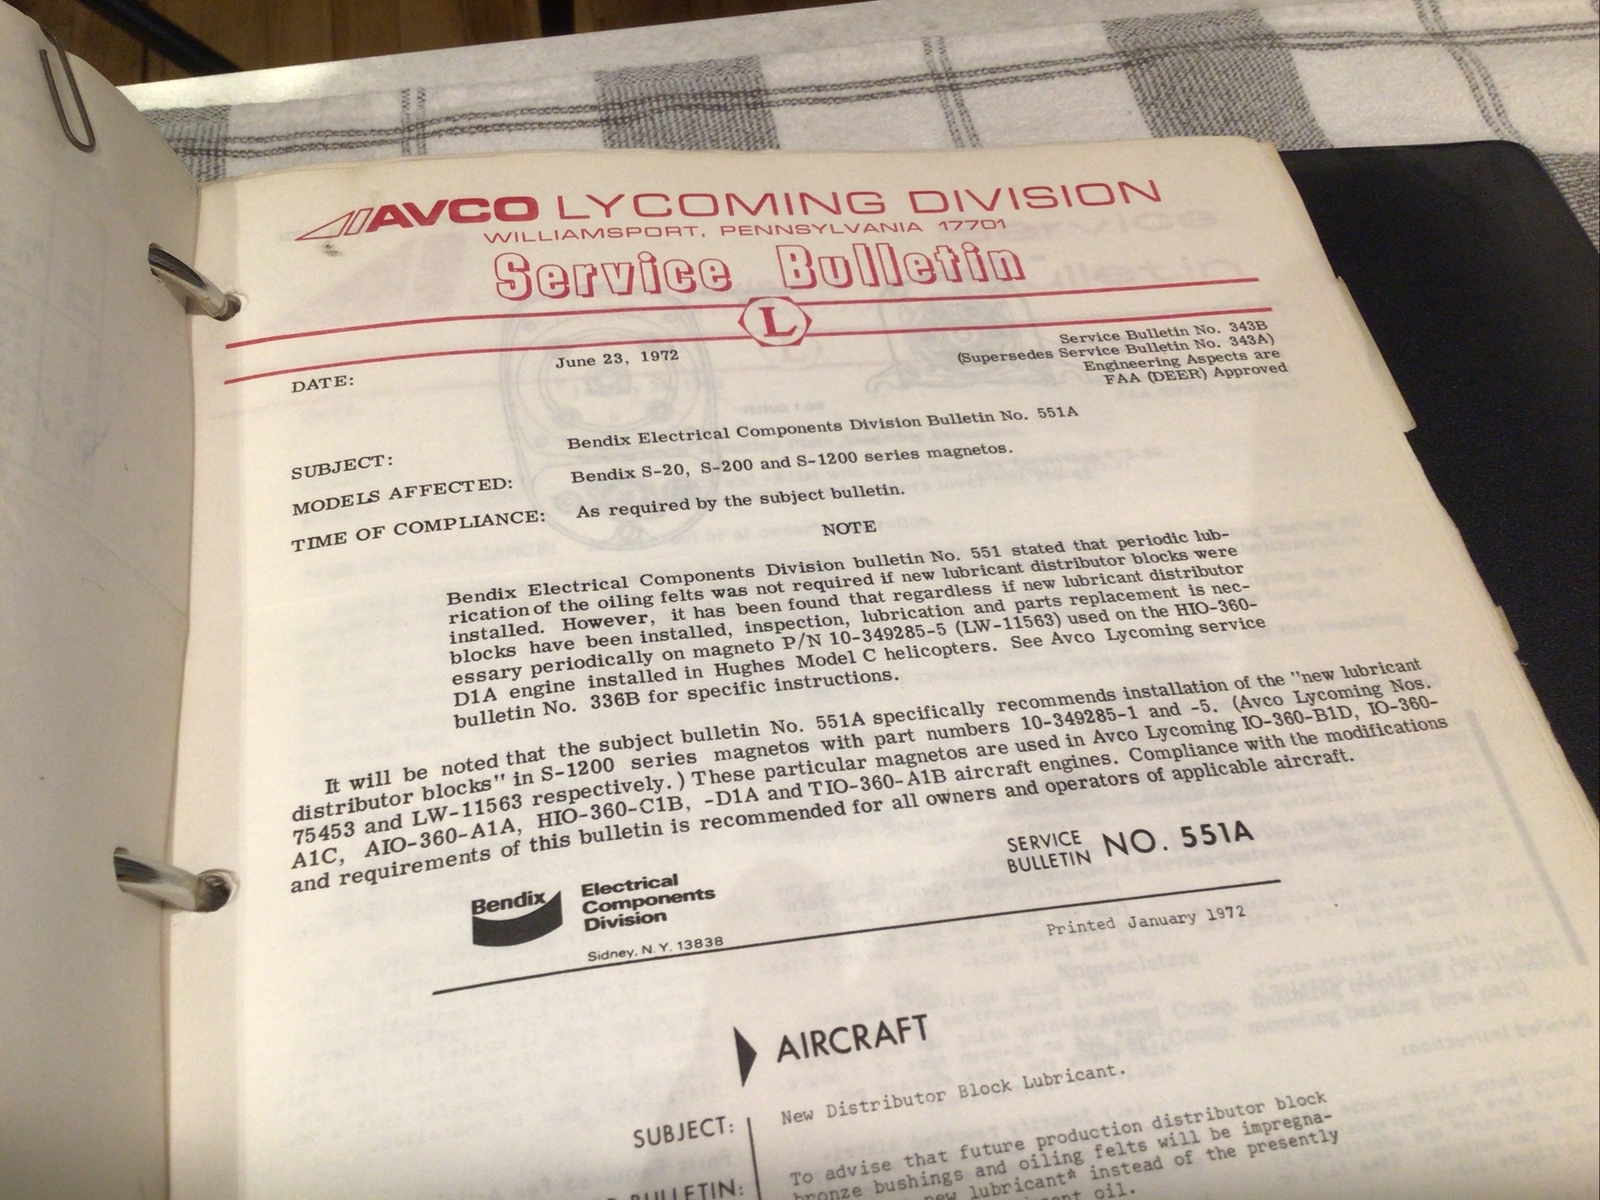 AVCO LYCOMING DIVISION
WILLIAMSPORT, PENNSYLVANIA 17701
Service Bulletin
L
DATE: June 23, 1972
Service Bulletin No. 343B
(Supersedes Service Bulletin No. 343A)
Engineering Aspects are
FAA (DEER) Approved
SUBJECT: Bendix Electrical Components Division Bulletin No. 551A
MODELS AFFECTED: Bendix S-20, S-200 and S-1200 series magnetos.
TIME OF COMPLIANCE: As required by the subject bulletin.
NOTE
Bendix Electrical Components Division bulletin No. 551 stated that periodic lub-
rication of the oiling felts was not required if new lubricant distributor blocks were
installed. However, it has been found that regardless if new lubricant distributor
blocks have been installed, inspection, lubrication and parts replacement is nec-
essary periodically on magneto P/N 10-349285-5 (LW-11563) used on the HIO-360-
D1A engine installed in Hughes Model C helicopters. See Avco Lycoming service
bulletin No. 336B for specific instructions.
It will be noted that the subject bulletin No. 551A specifically recommends installation of the "new lubricant
distributor blocks" in S-1200 series magnetos with part numbers 10-349285-1 and -5. (Avco Lycoming Nos.
75453 and LW-11563 respectively.) These particular magnetos are used in Avco Lycoming IO-360-B1D, IO-360-
A1C, AIO-360-A1A, HIO-360-C1B, -D1A and TIO-360-A1B aircraft engines. Compliance with the modifications
and requirements of this bulletin is recommended for all owners and operators of applicable aircraft.
SERVICE
BULLETIN NO. 551A
Bendix
Electrical
Components
Division
Sidney, N.Y. 13838
Printed January 1972
AIRCRAFT
SUBJECT: New Distributor Block Lubricant.
BULLETIN: To advise that future production distributor block
bronze bushings and oiling felts will be impregna-
new lubricant* instead of the presently
oil.